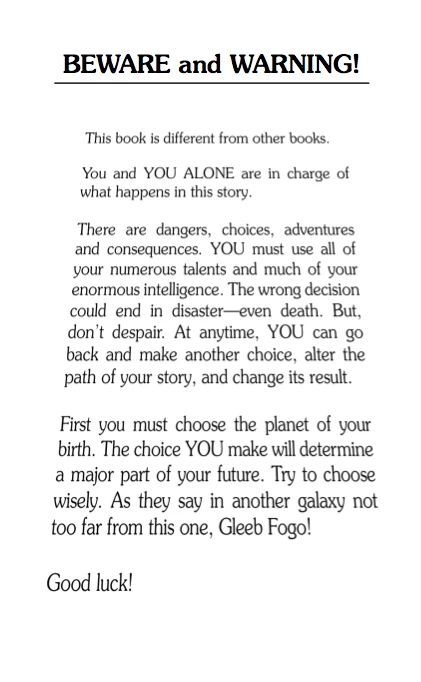 BEWARE and WARNING!
This book is different from other books.
You and YOU ALONE are in charge of
what happens in this story.
There are dangers, choices, adventures
and consequences. YOU must use all of
your numerous talents and much of your
enormous intelligence. The wrong decision
could end in disaster—even death. But,
don't despair. At anytime, YOU can go
back and make another choice, alter the
path of your story, and change its result.
First you must choose the planet of your
birth. The choice YOU make will determine
a major part of your future. Try to choose
wisely. As they say in another galaxy not
too far from this one, Gleeb Fogo!
Good luck!